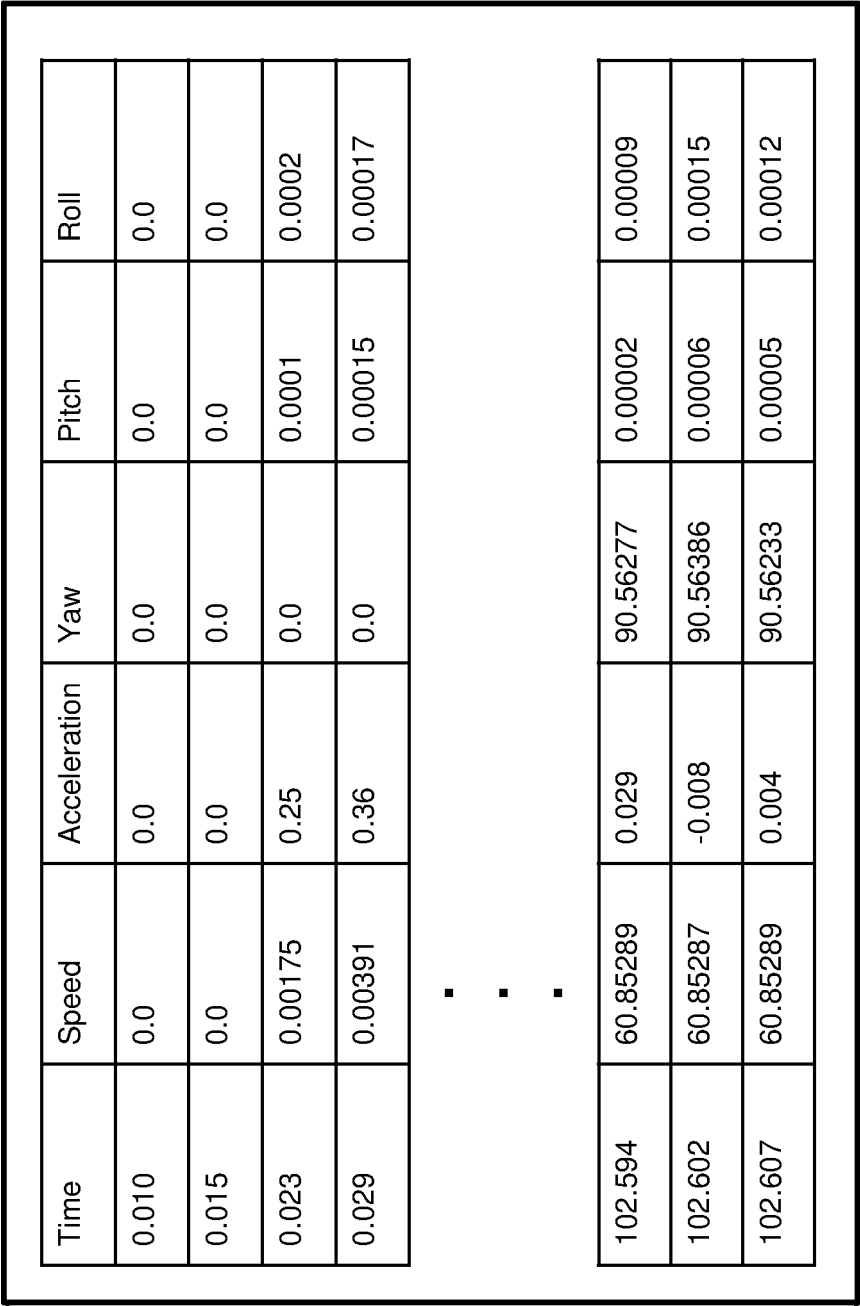 Time Speed Acceleration Yaw Pitch Roll
0.010 0.0 0.0 0.0 0.0 0.0
0.015 0.0 0.0 0.0 0.0 0.0
0.023 0.00175 0.25 0.0 0.0001 0.0002
0.029 0.00391 0.36 0.0 0.00015 0.00017
. . .
102.594 60.85289 0.029 90.56277 0.00002 0.00009
102.602 60.85287 -0.008 90.56386 0.00006 0.00015
102.607 60.85289 0.004 90.56233 0.00005 0.00012